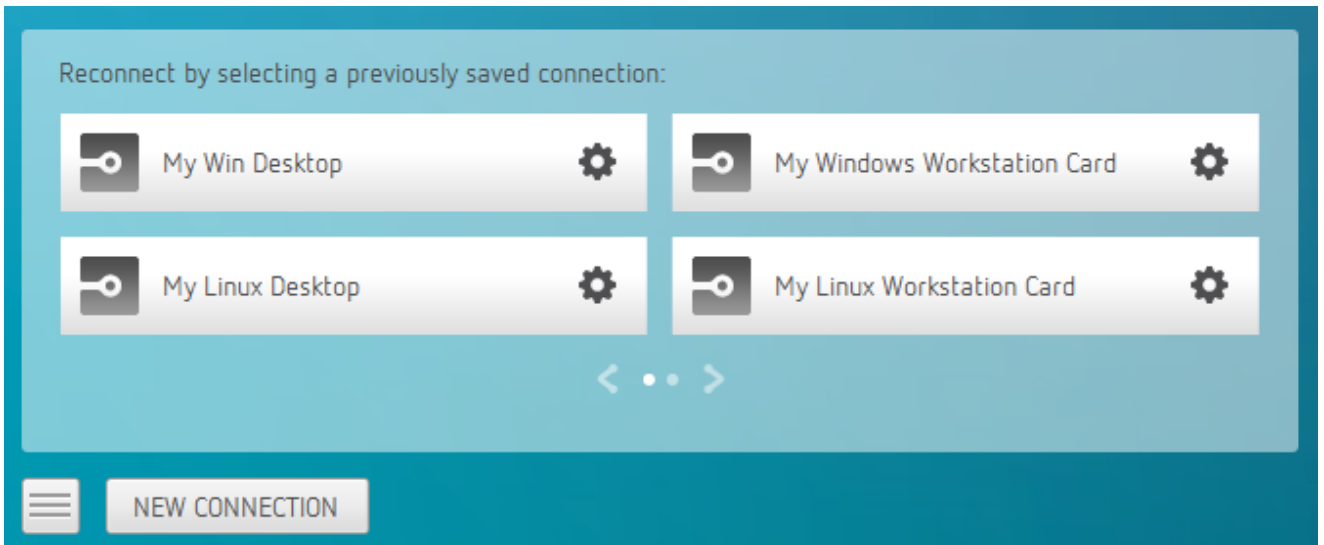 Reconnect by selecting a previously saved connection:
My Win Desktop
My Windows Workstation Card
My Linux Desktop
My Linux Workstation Card
NEW CONNECTION